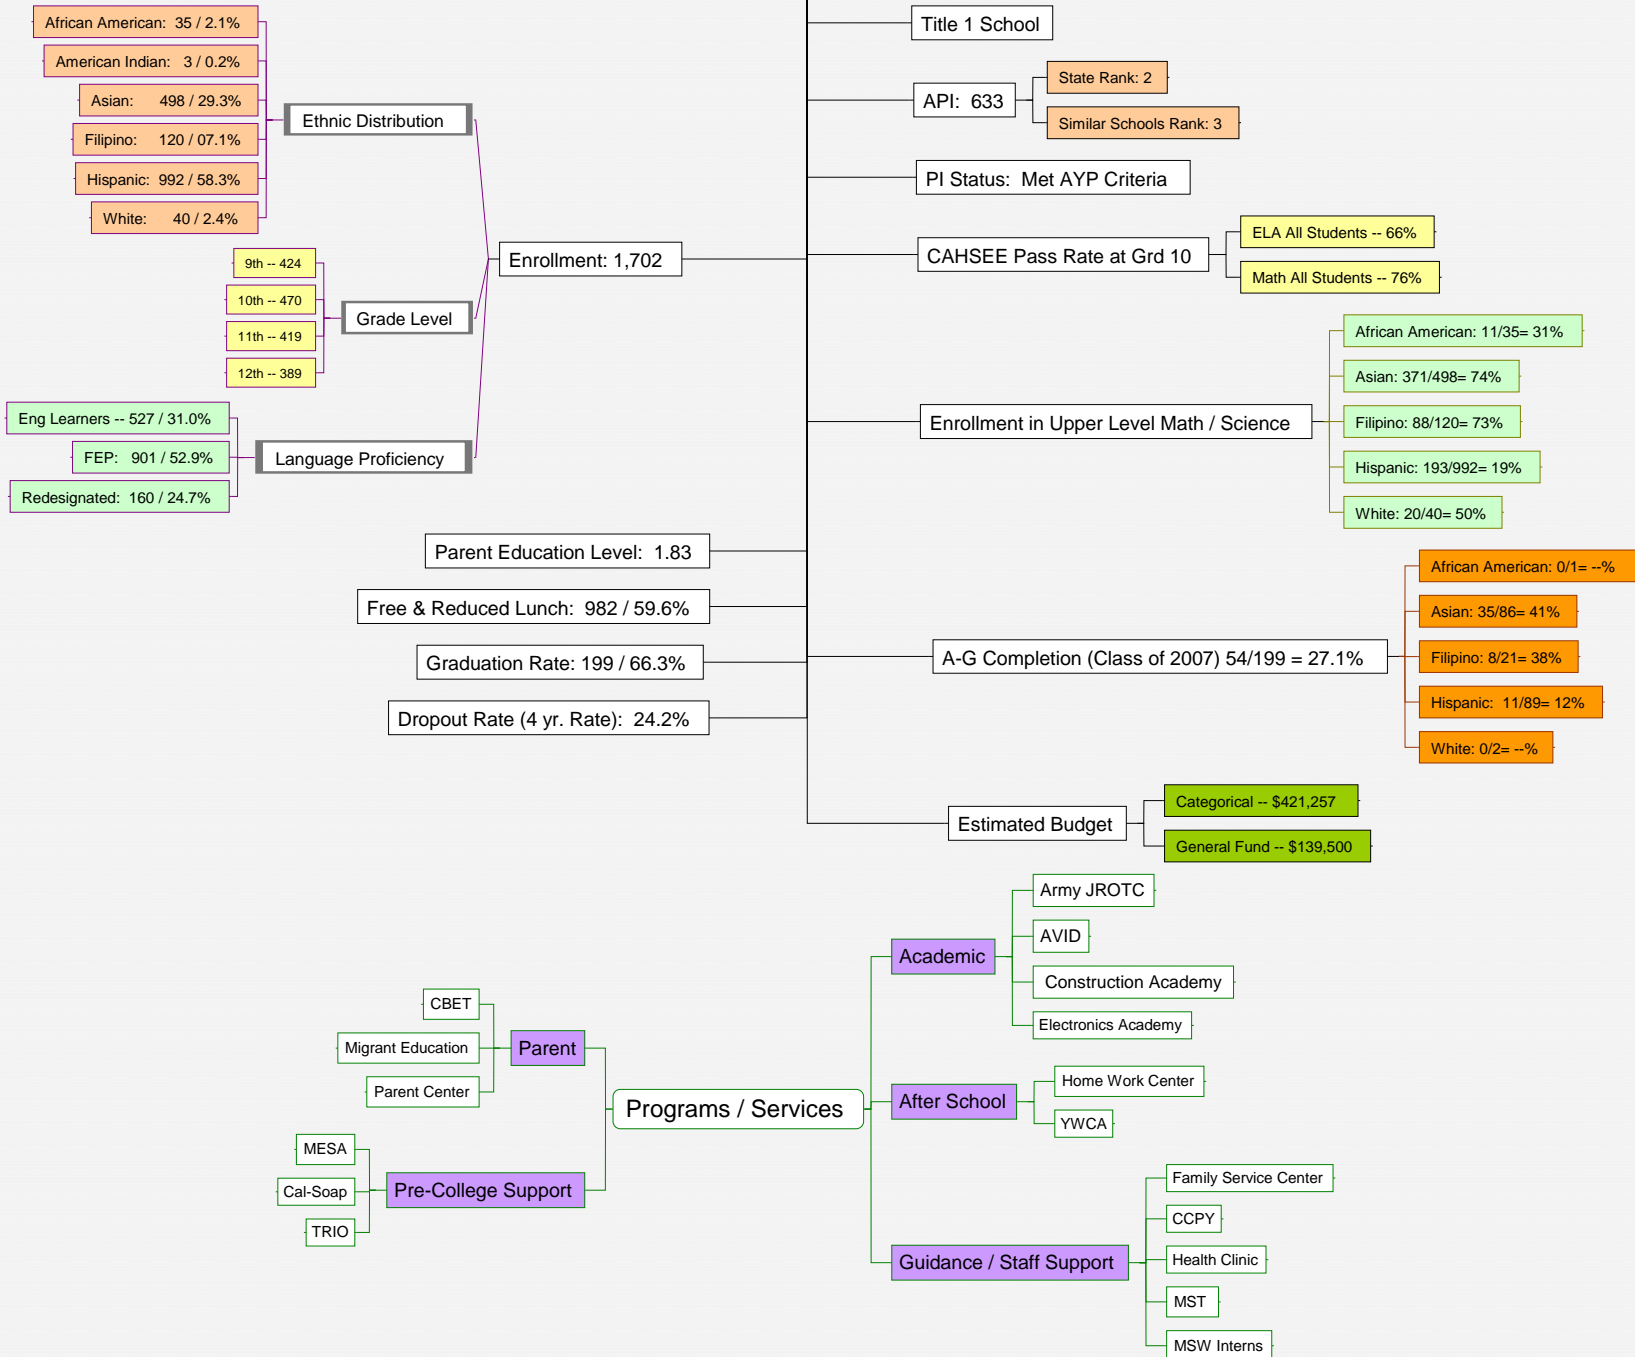 African American: 35 / 2.1%
American Indian: 3 / 0.2%
Asian: 498 / 29.3%
Filipino: 120 / 07.1%
Hispanic: 992 / 58.3%
White: 40 / 2.4%
Ethnic Distribution
9th -- 424
10th -- 470
11th -- 419
12th -- 389
Grade Level
Eng Learners -- 527 / 31.0%
FEP: 901 / 52.9%
Redesignated: 160 / 24.7%
Language Proficiency
Enrollment: 1,702
Parent Education Level: 1.83
Free & Reduced Lunch: 982 / 59.6%
Graduation Rate: 199 / 66.3%
Dropout Rate (4 yr. Rate): 24.2%
Title 1 School
API: 633
State Rank: 2
Similar Schools Rank: 3
PI Status: Met AYP Criteria
CAHSEE Pass Rate at Grd 10
ELA All Students -- 66%
Math All Students -- 76%
Enrollment in Upper Level Math / Science
African American: 11/35= 31%
Asian: 371/498= 74%
Filipino: 88/120= 73%
Hispanic: 193/992= 19%
White: 20/40= 50%
A-G Completion (Class of 2007) 54/199 = 27.1%
African American: 0/1= --%
Asian: 35/86= 41%
Filipino: 8/21= 38%
Hispanic: 11/89= 12%
White: 0/2= --%
Estimated Budget
Categorical -- $421,257
General Fund -- $139,500
Programs / Services
Parent
CBET
Migrant Education
Parent Center
Pre-College Support
MESA
Cal-Soap
TRIO
Academic
Army JROTC
AVID
Construction Academy
Electronics Academy
After School
Home Work Center
YWCA
Guidance / Staff Support
Family Service Center
CCPY
Health Clinic
MST
MSW Interns